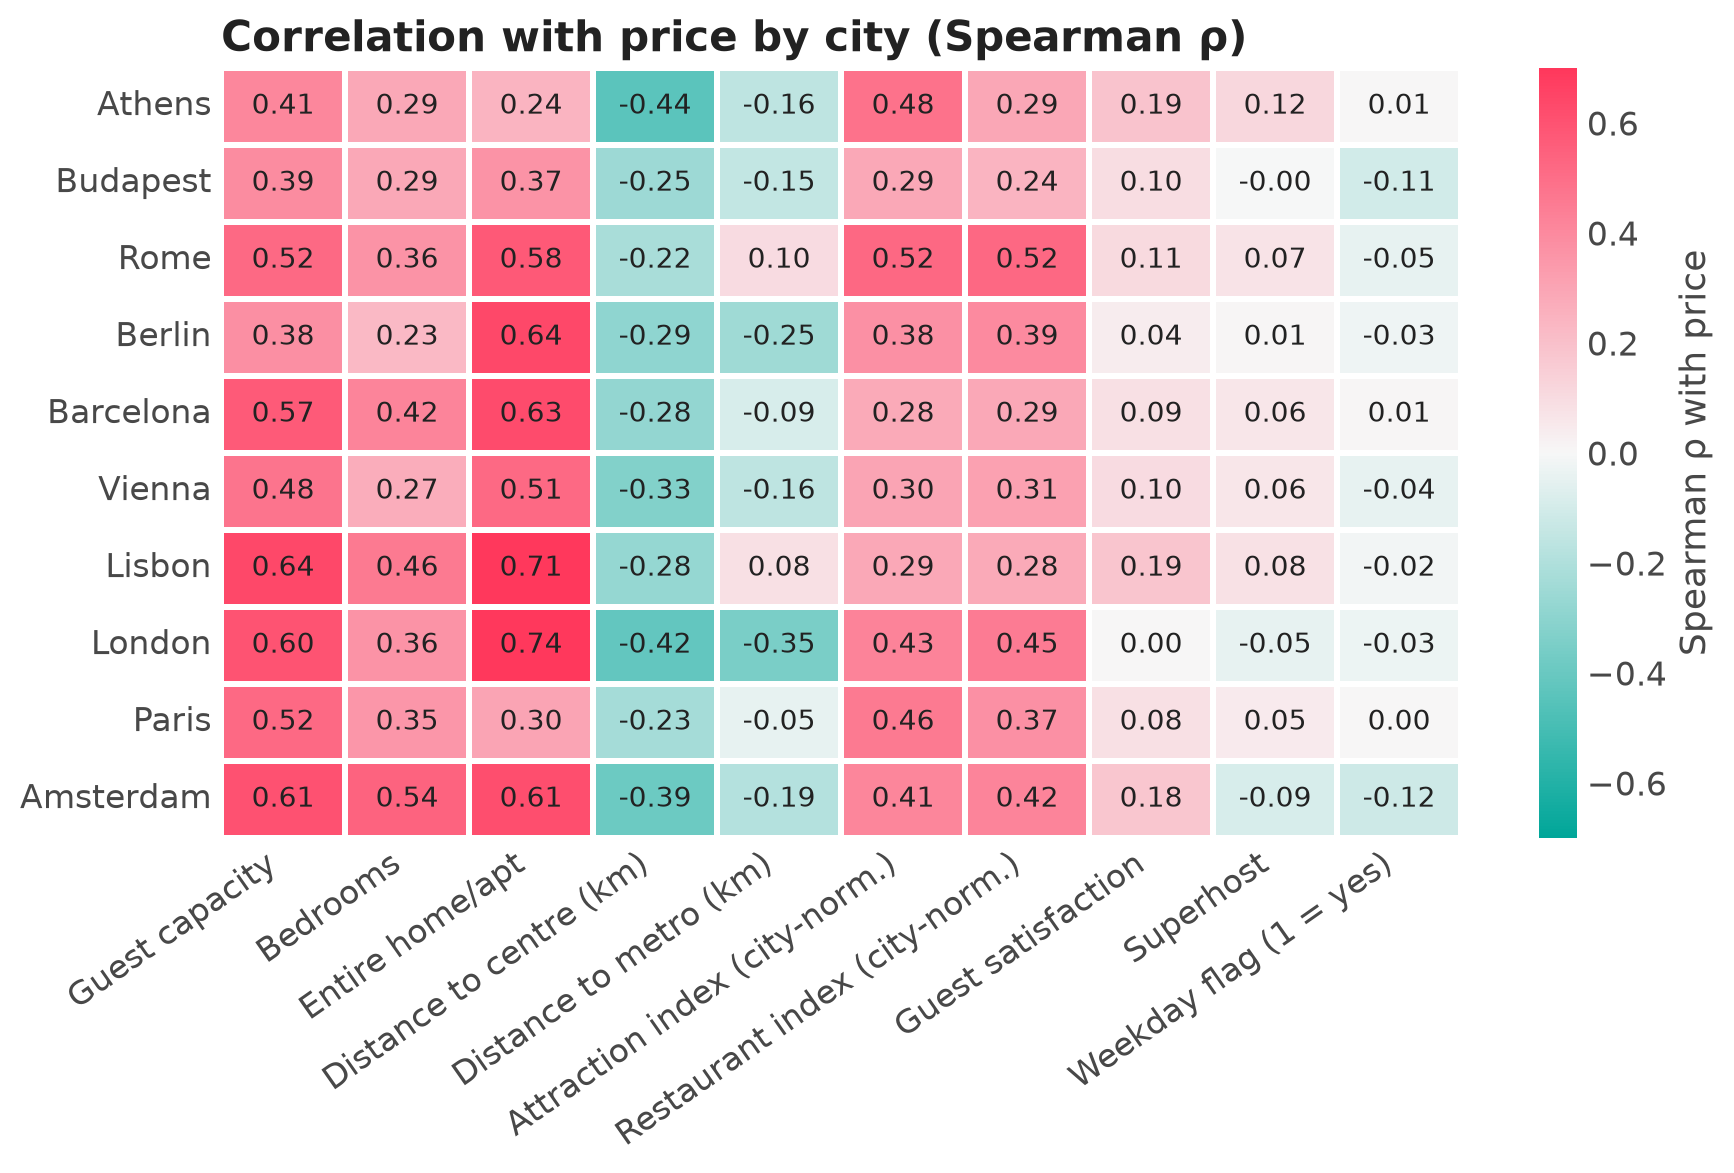 Correlation with price by city (Spearman ρ)
Athens 0.41 0.29 0.24 -0.44 -0.16 0.48 0.29 0.19 0.12 0.01
Budapest 0.39 0.29 0.37 -0.25 -0.15 0.29 0.24 0.10 -0.00 -0.11
Rome 0.52 0.36 0.58 -0.22 0.10 0.52 0.52 0.11 0.07 -0.05
Berlin 0.38 0.23 0.64 -0.29 -0.25 0.38 0.39 0.04 0.01 -0.03
Barcelona 0.57 0.42 0.63 -0.28 -0.09 0.28 0.29 0.09 0.06 0.01
Vienna 0.48 0.27 0.51 -0.33 -0.16 0.30 0.31 0.10 0.06 -0.04
Lisbon 0.64 0.46 0.71 -0.28 0.08 0.29 0.28 0.19 0.08 -0.02
London 0.60 0.36 0.74 -0.42 -0.35 0.43 0.45 0.00 -0.05 -0.03
Paris 0.52 0.35 0.30 -0.23 -0.05 0.46 0.37 0.08 0.05 0.00
Amsterdam 0.61 0.54 0.61 -0.39 -0.19 0.41 0.42 0.18 -0.09 -0.12
Guest capacity
Bedrooms
Entire home/apt
Distance to centre (km)
Distance to metro (km)
Attraction index (city-norm.)
Restaurant index (city-norm.)
Guest satisfaction
Superhost
Weekday flag (1 = yes)
0.6
0.4
0.2
0.0
−0.2
−0.4
−0.6
Spearman ρ with price